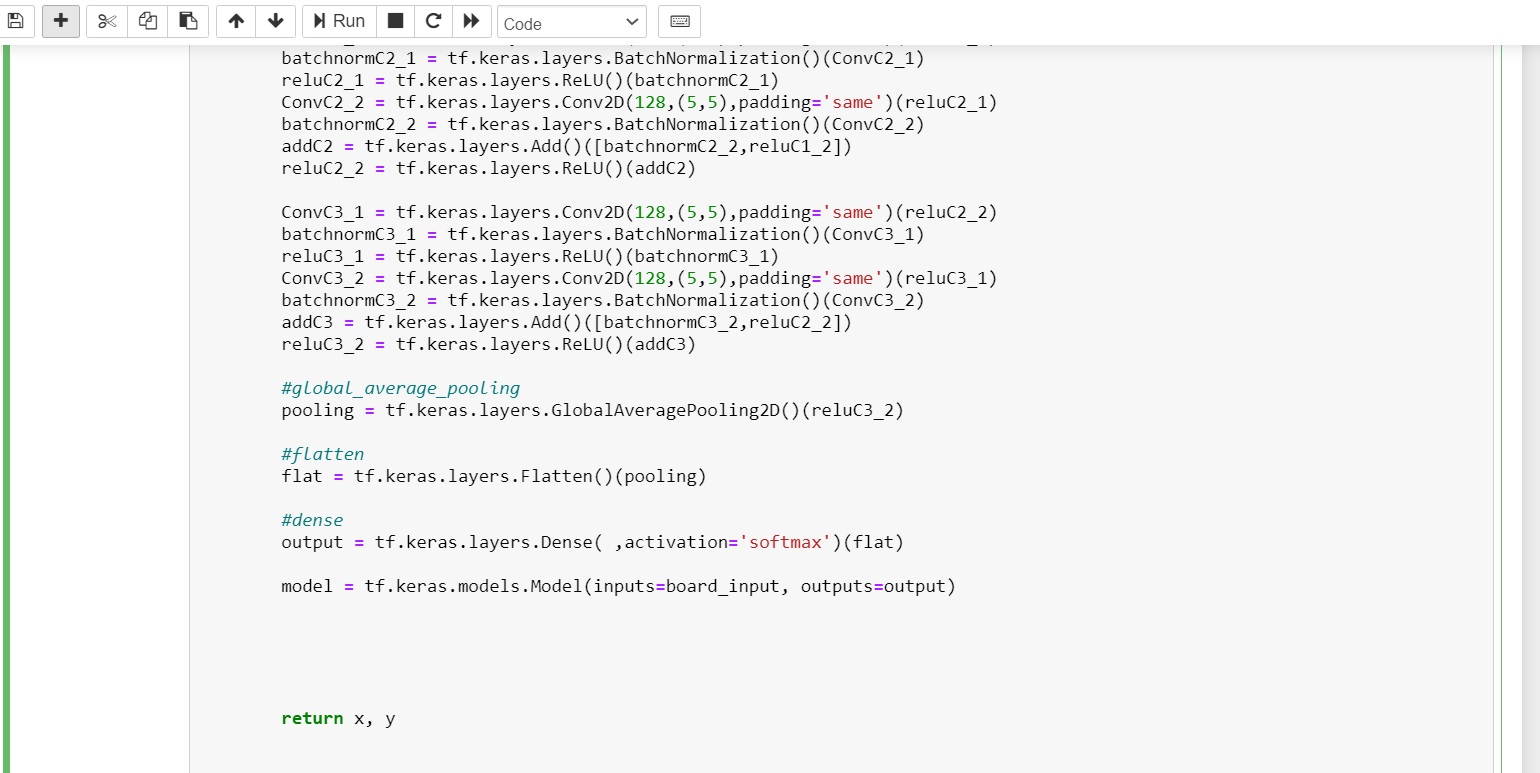 Run
Code
batchnormC2_1 = tf.keras.layers.BatchNormalization()(ConvC2_1)
reluC2_1 = tf.keras.layers.ReLU()(batchnormC2_1)
ConvC2_2 = tf.keras.layers.Conv2D(128,(5,5),padding='same')(reluC2_1)
batchnormC2_2 = tf.keras.layers.BatchNormalization()(ConvC2_2)
addC2 = tf.keras.layers.Add()([batchnormC2_2,reluC1_2])
reluC2_2 = tf.keras.layers.ReLU()(addC2)
ConvC3_1 = tf.keras.layers.Conv2D(128,(5,5),padding='same')(reluC2_2)
batchnormC3_1 = tf.keras.layers.BatchNormalization()(ConvC3_1)
reluC3_1 = tf.keras.layers.ReLU()(batchnormC3_1)
ConvC3_2 = tf.keras.layers.Conv2D(128,(5,5),padding='same')(reluC3_1)
batchnormC3_2 = tf.keras.layers.BatchNormalization()(ConvC3_2)
addC3 = tf.keras.layers.Add()([batchnormC3_2,reluC2_2])
reluC3_2 = tf.keras.layers.ReLU()(addC3)
#global_average_pooling
pooling = tf.keras.layers.GlobalAveragePooling2D()(reluC3_2)
#flatten
flat = tf.keras.layers.Flatten()(pooling)
#dense
output = tf.keras.layers.Dense( ,activation='softmax')(flat)
model = tf.keras.models.Model(inputs=board_input, outputs=output)
return x, y